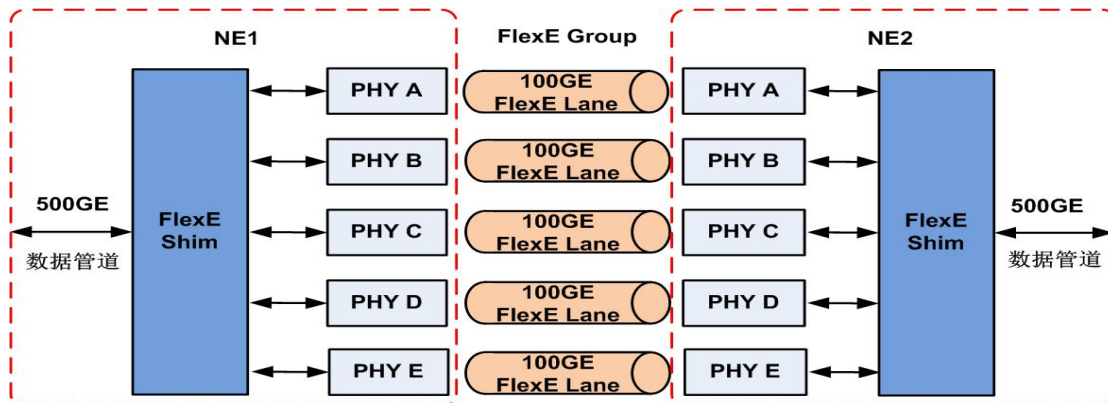 NE1
FlexE Group
NE2
PHY A
100GE
FlexE Lane
PHY A
PHY B
100GE
FlexE Lane
PHY B
500GE
数据管道
FlexE
Shim
PHY C
100GE
FlexE Lane
PHY C
FlexE
Shim
500GE
数据管道
PHY D
100GE
FlexE Lane
PHY D
PHY E
100GE
FlexE Lane
PHY E